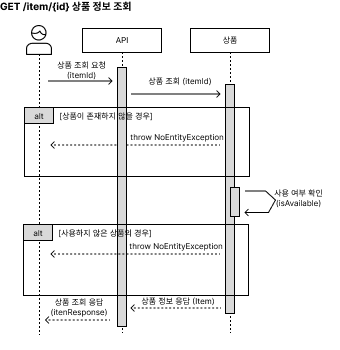 GET /item/{id} 상품 정보 조회
API
상품
상품 조회 요청
(itemId)
상품 조회 (itemId)
alt
[상품이 존재하지 않을 경우]
throw NoEntityException
사용 여부 확인
(isAvailable)
alt
[사용하지 않은 상품의 경우]
throw NoEntityException
상품 조회 응답
(itenResponse)
상품 정보 응답 (Item)